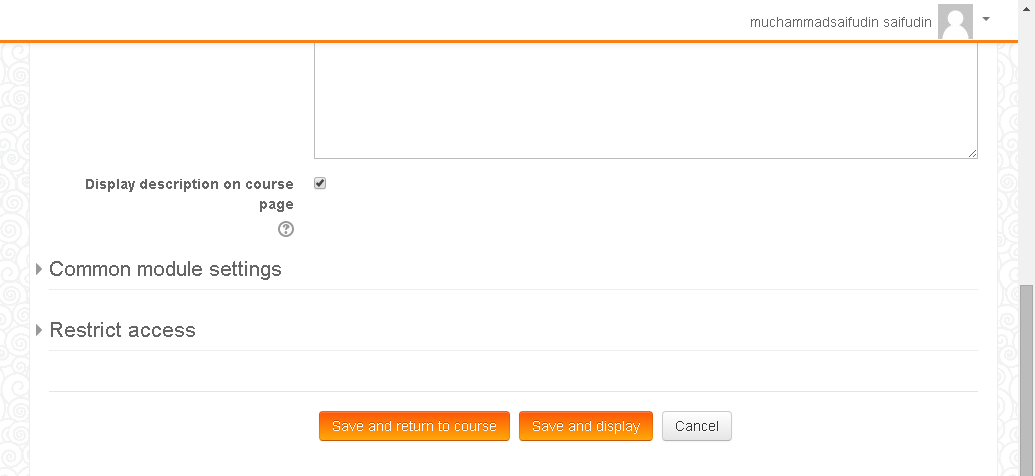 muchammadsaifudin saifudin
Display description on course
page
?
Common module settings
Restrict access
Save and return to course Save and display Cancel